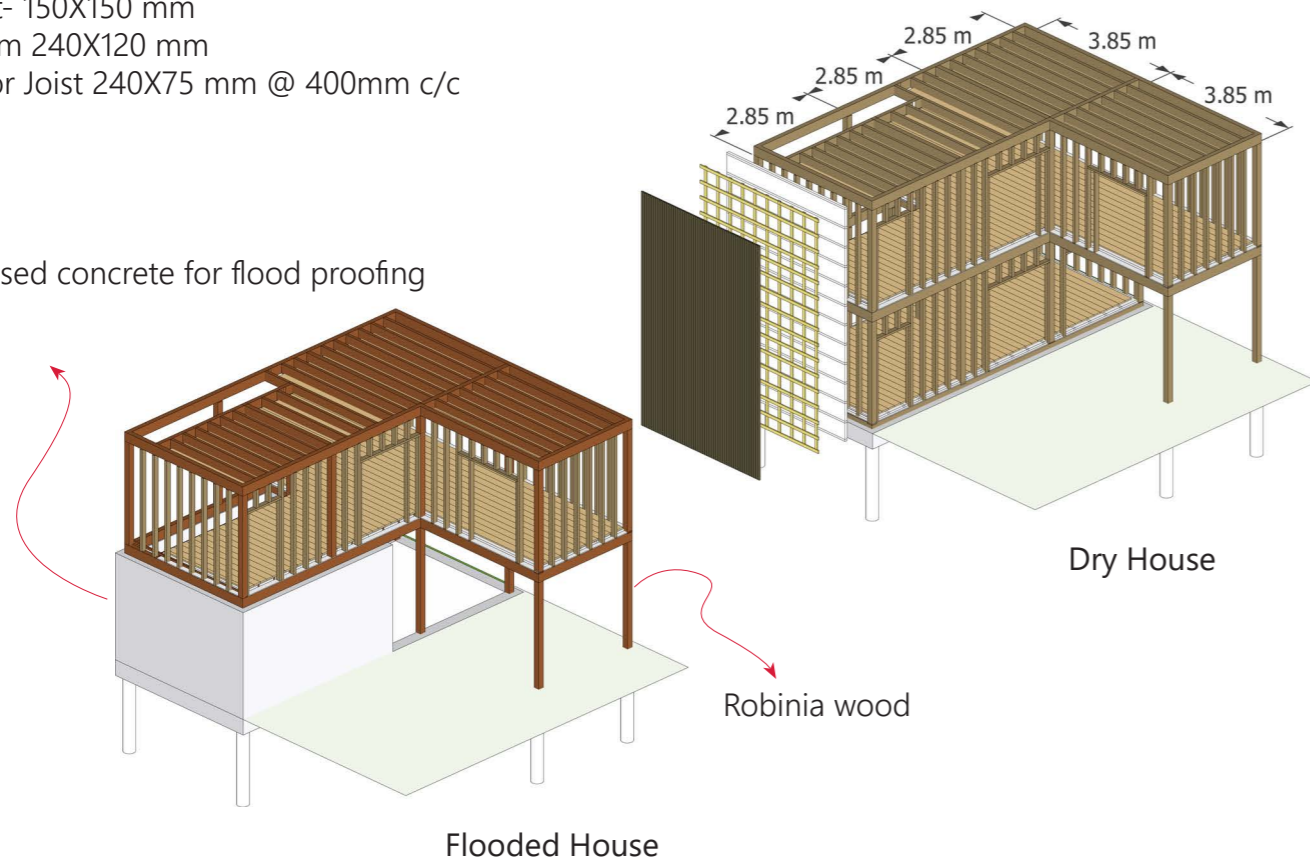 150X150 mm
240X120 mm
Joist 240X75 mm @ 400mm c/c
2.85 m
2.85 m
2.85 m
3.85 m
3.85 m
concrete for flood proofing
Dry House
Robinia wood
Flooded House